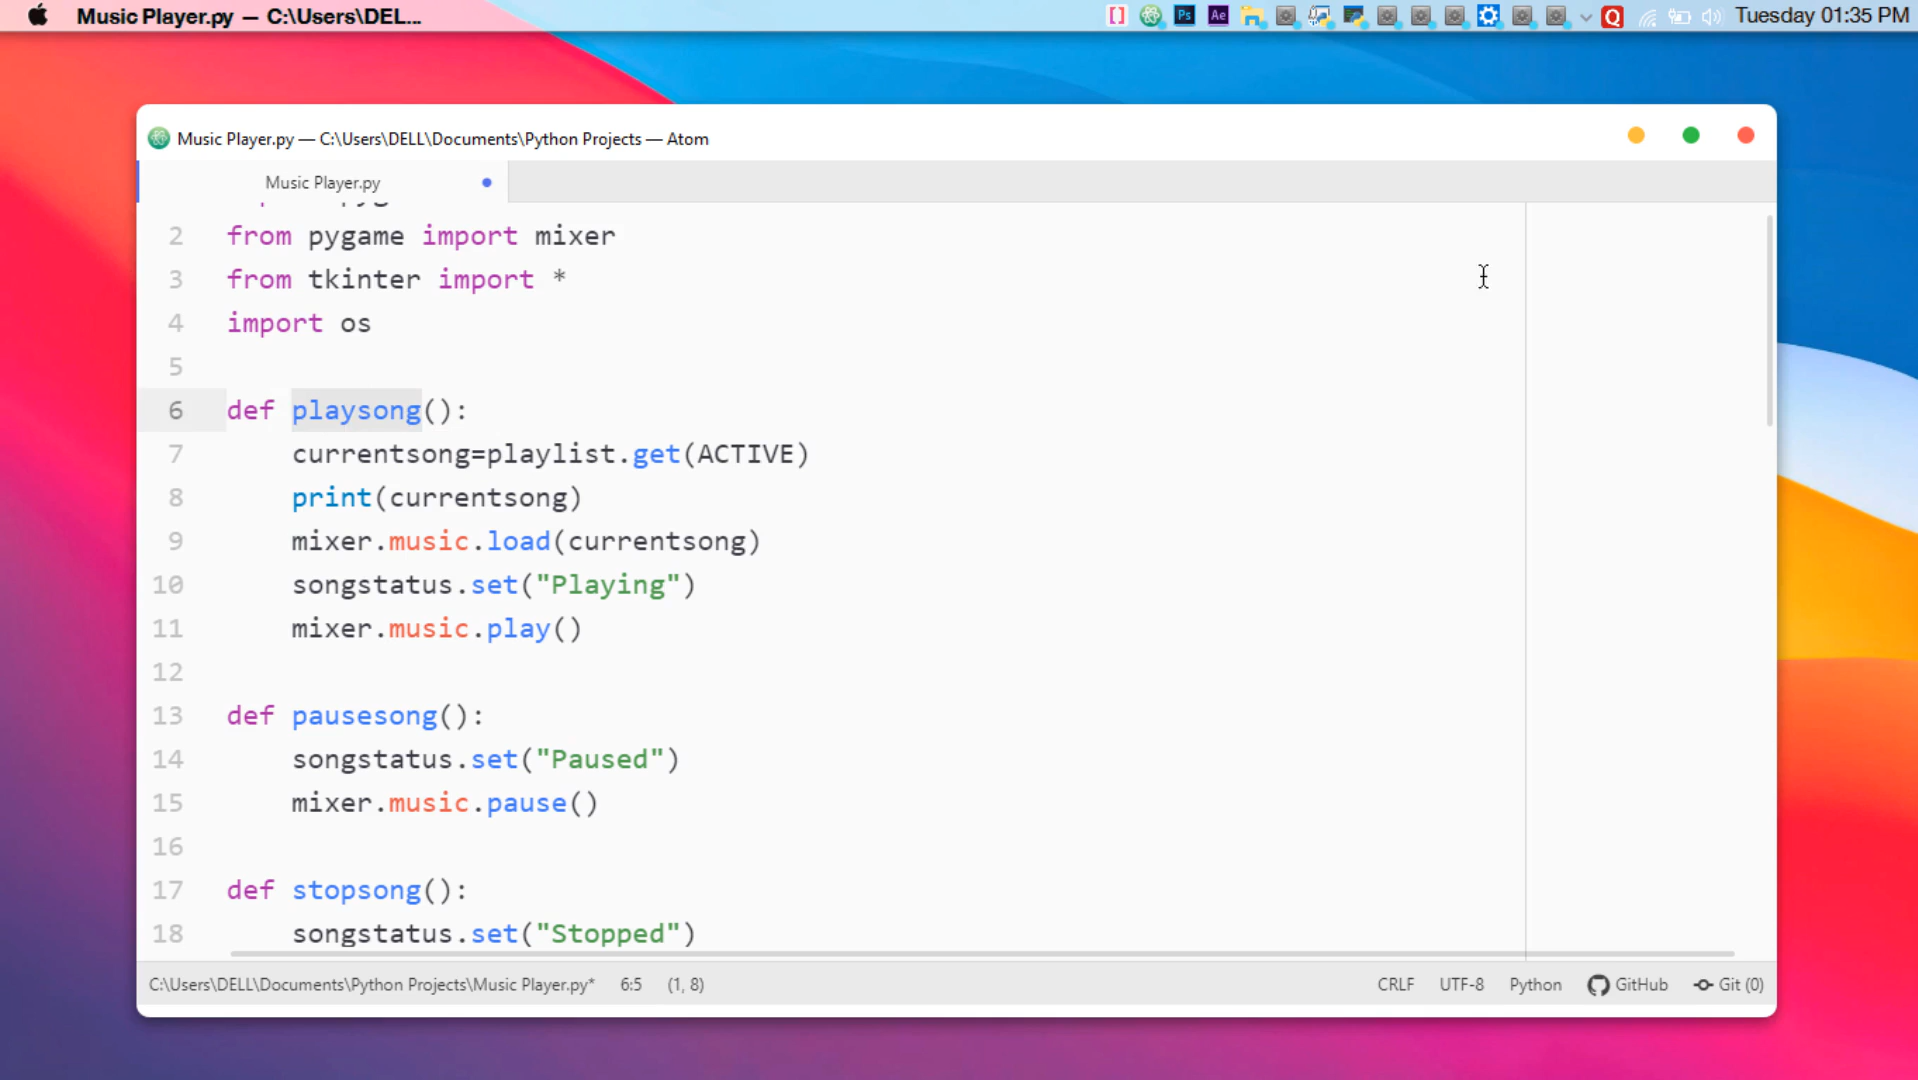 Music Player.py — C:\Users\DEL...
Ps
Ae
Q
Tuesday 01:35 PM
Music Player.py — C:\Users\DELL\Documents\Python Projects — Atom
Music Player.py
2 from pygame import mixer
3 from tkinter import *
4 import os
5
6 def playsong():
7     currentsong=playlist.get(ACTIVE)
8     print(currentsong)
9     mixer.music.load(currentsong)
10     songstatus.set("Playing")
11     mixer.music.play()
12
13 def pausesong():
14     songstatus.set("Paused")
15     mixer.music.pause()
16
17 def stopsong():
18     songstatus.set("Stopped")
C:\Users\DELL\Documents\Python Projects\Music Player.py* 6:5 (1, 8) CRLF UTF-8 Python GitHub Git (0)